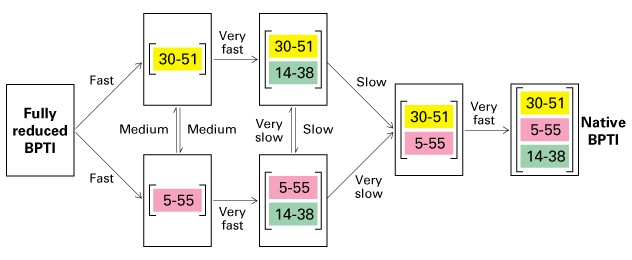 Fully
reduced
BPTI
Fast
Fast
30-51
Medium
Medium
5-55
Very
fast
Very
fast
30-51
14-38
Very
slow
Slow
5-55
14-38
Slow
Very
slow
30-51
5-55
Very
fast
30-51
5-55
14-38
Native
BPTI